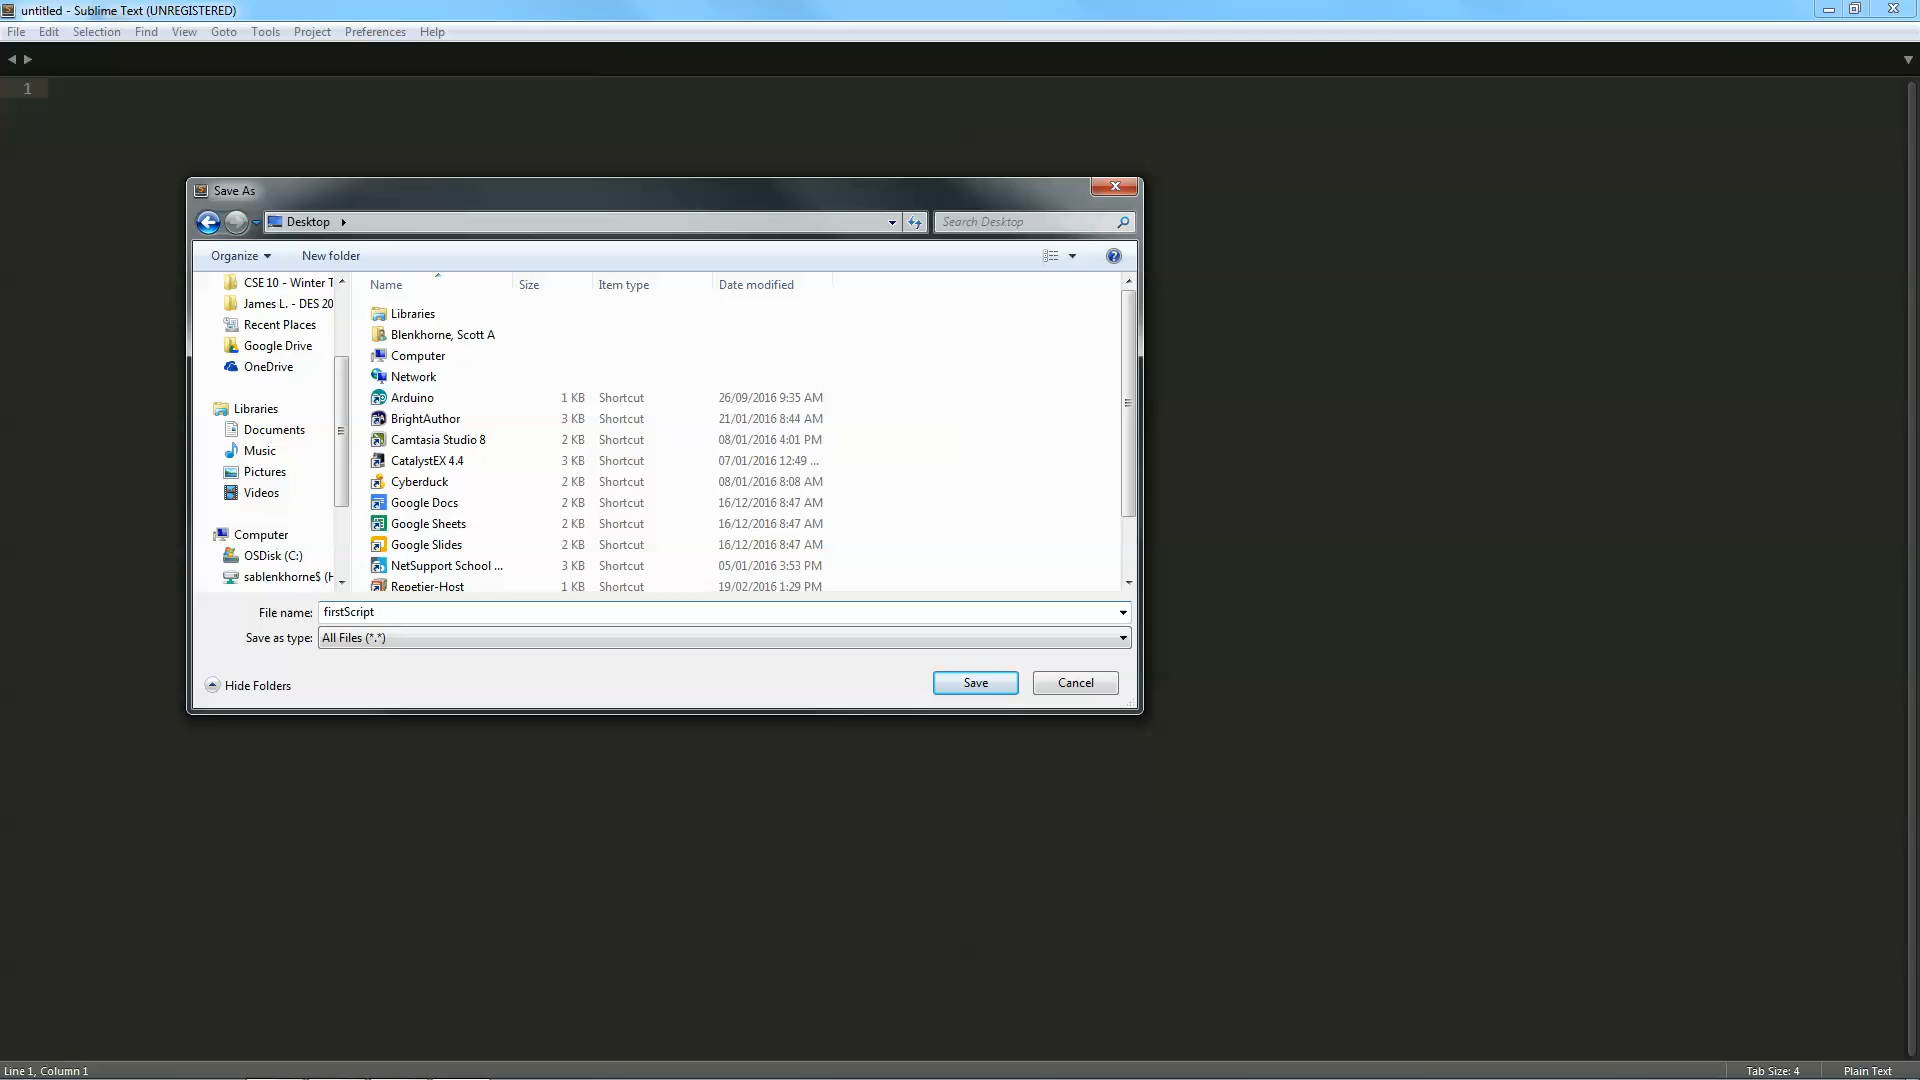 untitled - Sublime Text (UNREGISTERED)
File Edit Selection Find View Goto Tools Project Preferences Help
1
Save As
Desktop
Search Desktop
Organize New folder
CSE 10 - Winter T
James L. - DES 20
Recent Places
Google Drive
OneDrive
Libraries
Documents
Music
Pictures
Videos
Computer
OSDisk (C:)
sablenkhorne$ (H
Name Size Item type Date modified
Libraries
Blenkhorne, Scott A
Computer
Network
Arduino 1 KB Shortcut 26/09/2016 9:35 AM
BrightAuthor 3 KB Shortcut 21/01/2016 8:44 AM
Camtasia Studio 8 2 KB Shortcut 08/01/2016 4:01 PM
CatalystEX 4.4 3 KB Shortcut 07/01/2016 12:49 ...
Cyberduck 2 KB Shortcut 08/01/2016 8:08 AM
Google Docs 2 KB Shortcut 16/12/2016 8:47 AM
Google Sheets 2 KB Shortcut 16/12/2016 8:47 AM
Google Slides 2 KB Shortcut 16/12/2016 8:47 AM
NetSupport School ... 3 KB Shortcut 05/01/2016 3:53 PM
Repetier-Host 1 KB Shortcut 19/02/2016 1:29 PM
File name: firstScript
Save as type: All Files (*.*)
Hide Folders
Save Cancel
Line 1, Column 1 Tab Size: 4 Plain Text